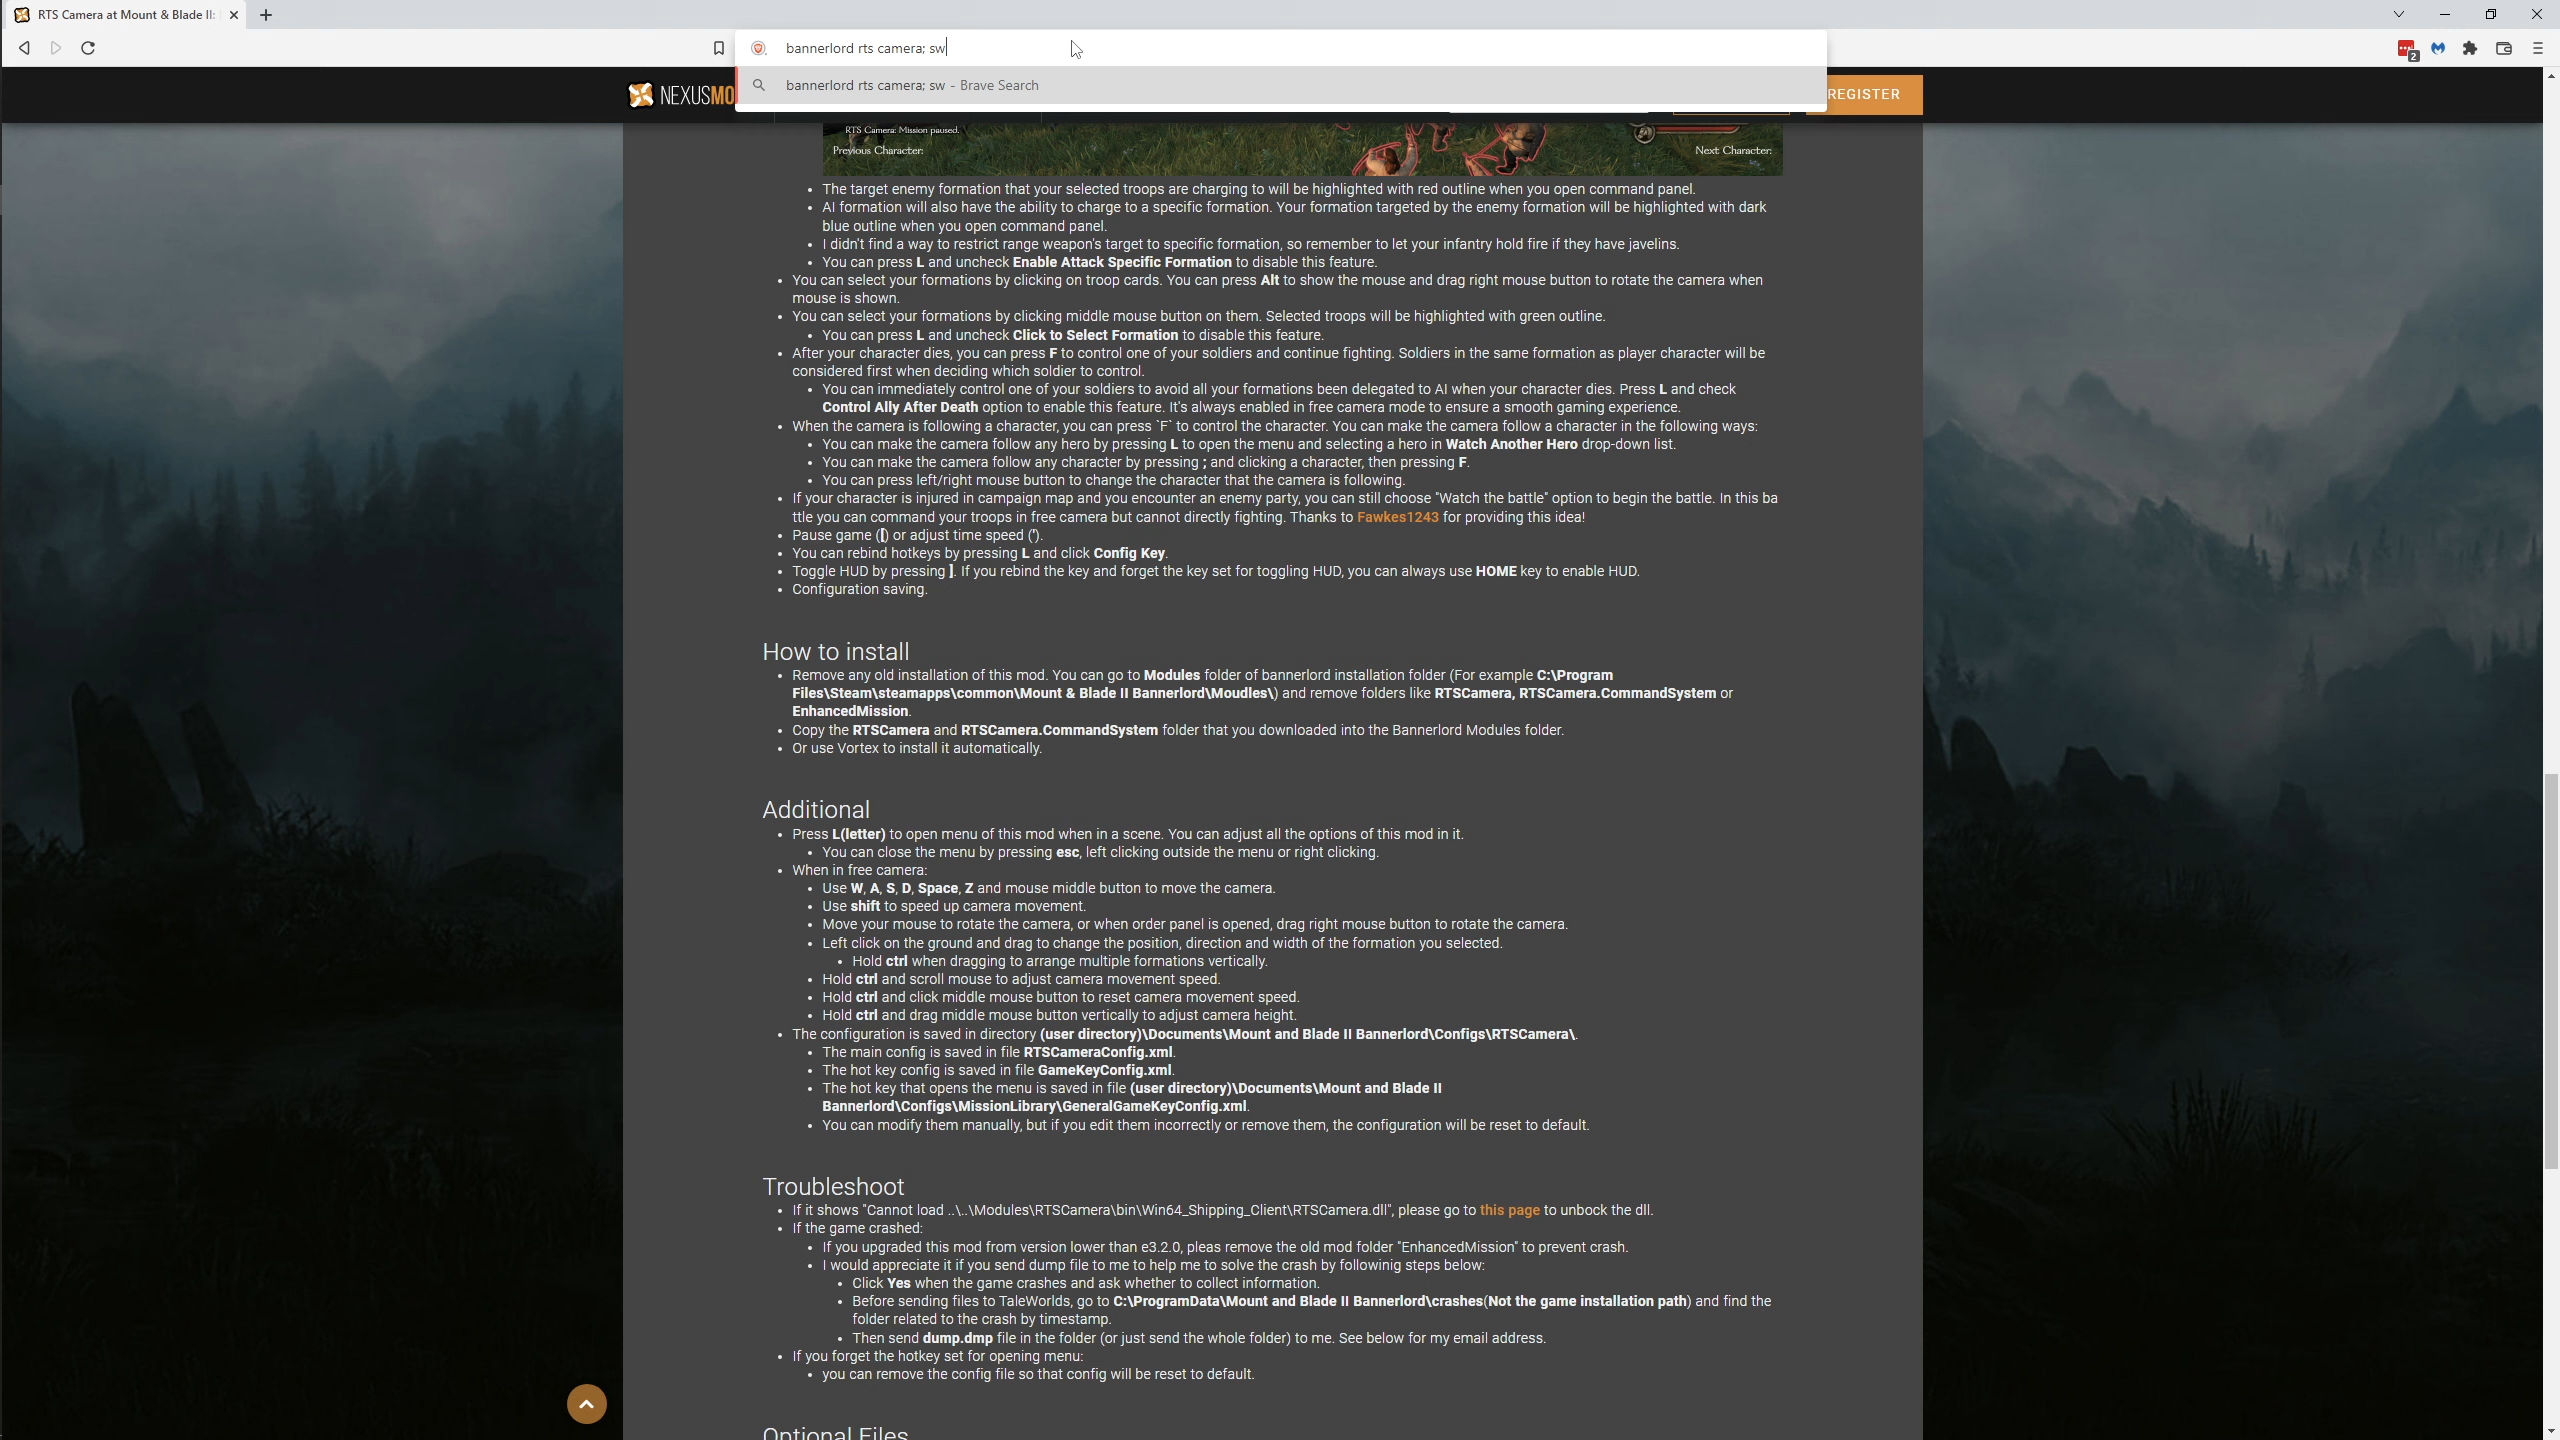 RTS Camera at Mount & Blade II:
bannerlord rts camera; sw
2
bannerlord rts camera; sw - Brave Search
NEXUSMO
REGISTER
RTS Camera: Mission paused.
Previous Character:
Next Character:
• The target enemy formation that your selected troops are charging to will be highlighted with red outline when you open command panel.
• AI formation will also have the ability to charge to a specific formation. Your formation targeted by the enemy formation will be highlighted with dark
blue outline when you open command panel.
• I didn't find a way to restrict range weapon's target to specific formation, so remember to let your infantry hold fire if they have javelins.
• You can press L and uncheck Enable Attack Specific Formation to disable this feature.
• You can select your formations by clicking on troop cards. You can press Alt to show the mouse and drag right mouse button to rotate the camera when
mouse is shown.
• You can select your formations by clicking middle mouse button on them. Selected troops will be highlighted with green outline.
• You can press L and uncheck Click to Select Formation to disable this feature.
• After your character dies, you can press F to control one of your soldiers and continue fighting. Soldiers in the same formation as player character will be
considered first when deciding which soldier to control.
• You can immediately control one of your soldiers to avoid all your formations been delegated to AI when your character dies. Press L and check
Control Ally After Death option to enable this feature. It's always enabled in free camera mode to ensure a smooth gaming experience.
• When the camera is following a character, you can press `F` to control the character. You can make the camera follow a character in the following ways:
• You can make the camera follow any hero by pressing L to open the menu and selecting a hero in Watch Another Hero drop-down list.
• You can make the camera follow any character by pressing ; and clicking a character, then pressing F.
• You can press left/right mouse button to change the character that the camera is following.
• If your character is injured in campaign map and you encounter an enemy party, you can still choose "Watch the battle" option to begin the battle. In this ba
ttle you can command your troops in free camera but cannot directly fighting. Thanks to Fawkes1243 for providing this idea!
• Pause game ([) or adjust time speed (').
• You can rebind hotkeys by pressing L and click Config Key.
• Toggle HUD by pressing ]. If you rebind the key and forget the key set for toggling HUD, you can always use HOME key to enable HUD.
• Configuration saving.
How to install
• Remove any old installation of this mod. You can go to Modules folder of bannerlord installation folder (For example C:\Program
Files\Steam\steamapps\common\Mount & Blade II Bannerlord\Moudles\) and remove folders like RTSCamera, RTSCamera.CommandSystem or
EnhancedMission.
• Copy the RTSCamera and RTSCamera.CommandSystem folder that you downloaded into the Bannerlord Modules folder.
• Or use Vortex to install it automatically.
Additional
• Press L(letter) to open menu of this mod when in a scene. You can adjust all the options of this mod in it.
• You can close the menu by pressing esc, left clicking outside the menu or right clicking.
• When in free camera:
• Use W, A, S, D, Space, Z and mouse middle button to move the camera.
• Use shift to speed up camera movement.
• Move your mouse to rotate the camera, or when order panel is opened, drag right mouse button to rotate the camera.
• Left click on the ground and drag to change the position, direction and width of the formation you selected.
• Hold ctrl when dragging to arrange multiple formations vertically.
• Hold ctrl and scroll mouse to adjust camera movement speed.
• Hold ctrl and click middle mouse button to reset camera movement speed.
• Hold ctrl and drag middle mouse button vertically to adjust camera height.
• The configuration is saved in directory (user directory)\Documents\Mount and Blade II Bannerlord\Configs\RTSCamera\.
• The main config is saved in file RTSCameraConfig.xml.
• The hot key config is saved in file GameKeyConfig.xml.
• The hot key that opens the menu is saved in file (user directory)\Documents\Mount and Blade II
Bannerlord\Configs\MissionLibrary\GeneralGameKeyConfig.xml.
• You can modify them manually, but if you edit them incorrectly or remove them, the configuration will be reset to default.
Troubleshoot
• If it shows "Cannot load ..\..\Modules\RTSCamera\bin\Win64_Shipping_Client\RTSCamera.dll", please go to this page to unbock the dll.
• If the game crashed:
• If you upgraded this mod from version lower than e3.2.0, pleas remove the old mod folder "EnhancedMission" to prevent crash.
• I would appreciate it if you send dump file to me to help me to solve the crash by followinig steps below:
• Click Yes when the game crashes and ask whether to collect information.
• Before sending files to TaleWorlds, go to C:\ProgramData\Mount and Blade II Bannerlord\crashes(Not the game installation path) and find the
folder related to the crash by timestamp.
• Then send dump.dmp file in the folder (or just send the whole folder) to me. See below for my email address.
• If you forget the hotkey set for opening menu:
• you can remove the config file so that config will be reset to default.
Optional Files